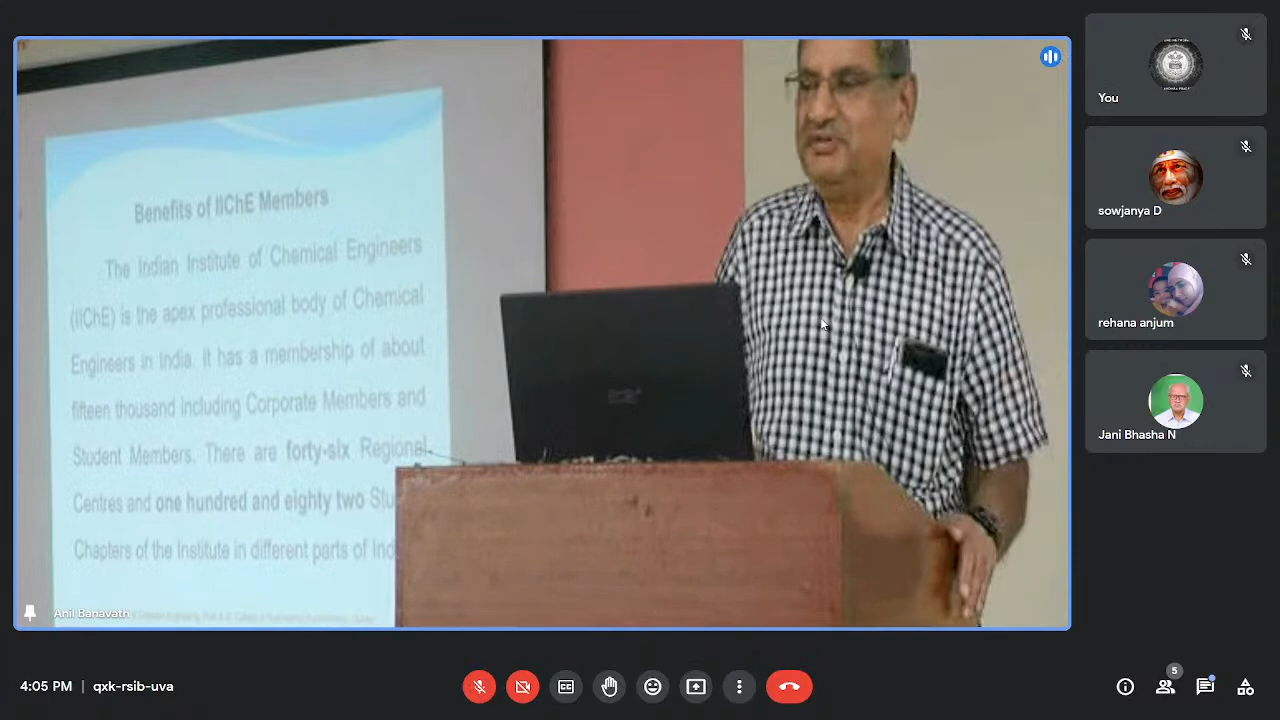 Benefits of IIChE Members
The Indian Institute of Chemical Engineers
(IIChE) is the apex professional body of Chemical
Engineers in India. It has a membership of about
fifteen thousand including Corporate Members and
Student Members. There are forty-six Regional
Centres and one hundred and eighty two Stu
Chapters of the Institute in different parts of Ind
Anil Banavath
You
sowjanya D
rehana anjum
Jani Bhasha N
4:05 PM | qxk-rsib-uva
5